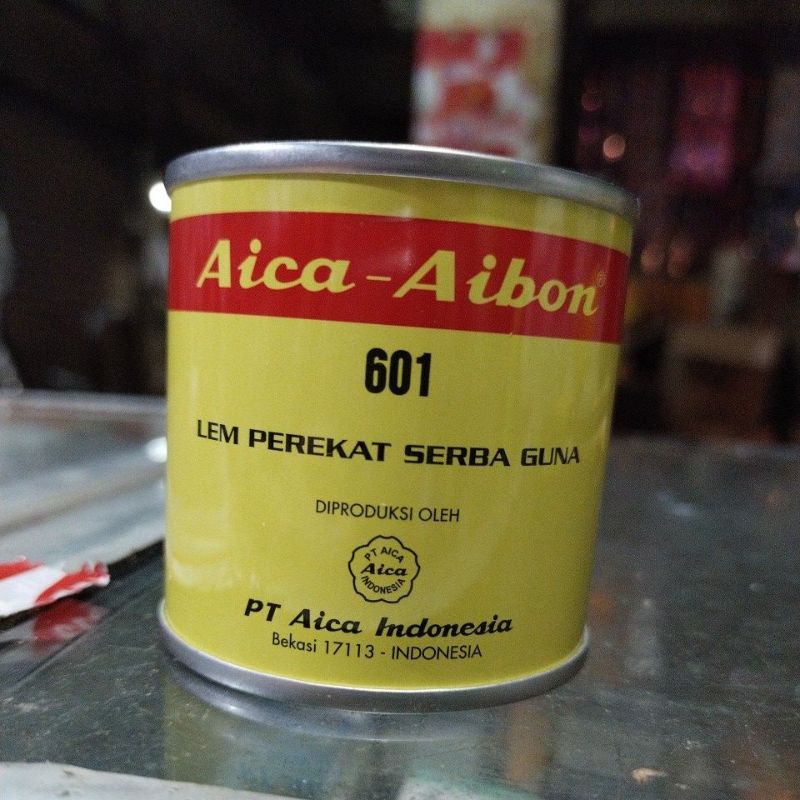 Aica-Aibon®
601
LEM PEREKAT SERBA GUNA
DIPRODUKSI OLEH
PT AICA
Aica
INDONESIA
PT Aica Indonesia
Bekasi 17113 - INDONESIA